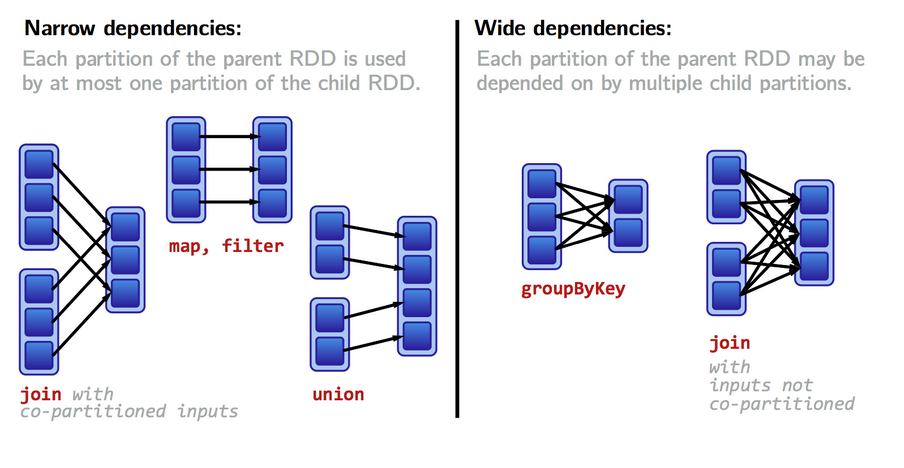 Narrow dependencies:
Each partition of the parent RDD is used
by at most one partition of the child RDD.
map, filter
join with
co-partitioned inputs
union
Wide dependencies:
Each partition of the parent RDD may be
depended on by multiple child partitions.
groupByKey
join
with
inputs not
co-partitioned